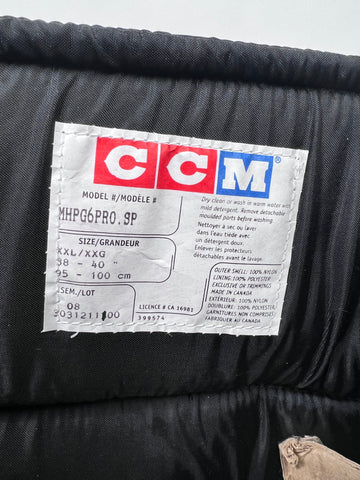 CCM
®
MODEL #/MODÈLE #
MHPG6PRO.SP
SIZE/GRANDEUR
XXL/XXG
38 - 40 "
95 - 100 cm
SEM./LOT
08
3031211100
Dry clean or wash in warm water with
mild detergent. Remove detachable
moulded parts before washing.
Nettoyer à sec ou laver
dans l'eau tiède avec
un détergent doux.
Enlever les protecteurs
détachables avant le lavage.
OUTER SHELL: 100% NYLON
LINING: 100% POLYESTER
EXCLUSIVE OR TRIMMINGS
MADE IN CANADA
EXTÉRIEUR: 100% NYLON
DOUBLURE: 100% POLYESTER
GARNITURES NON COMPRISES
FABRIQUÉ AU CANADA
LICENCE # CA 16981
399574